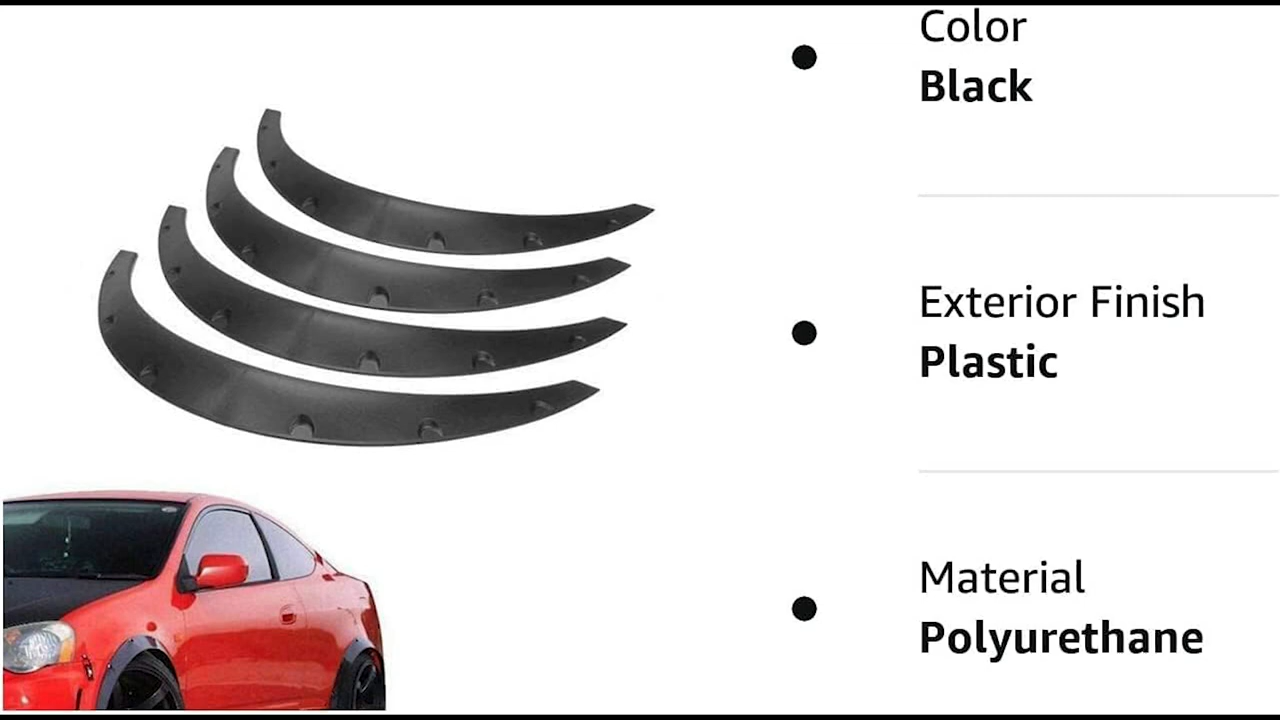 Color
Black
Exterior Finish
Plastic
Material
Polyurethane